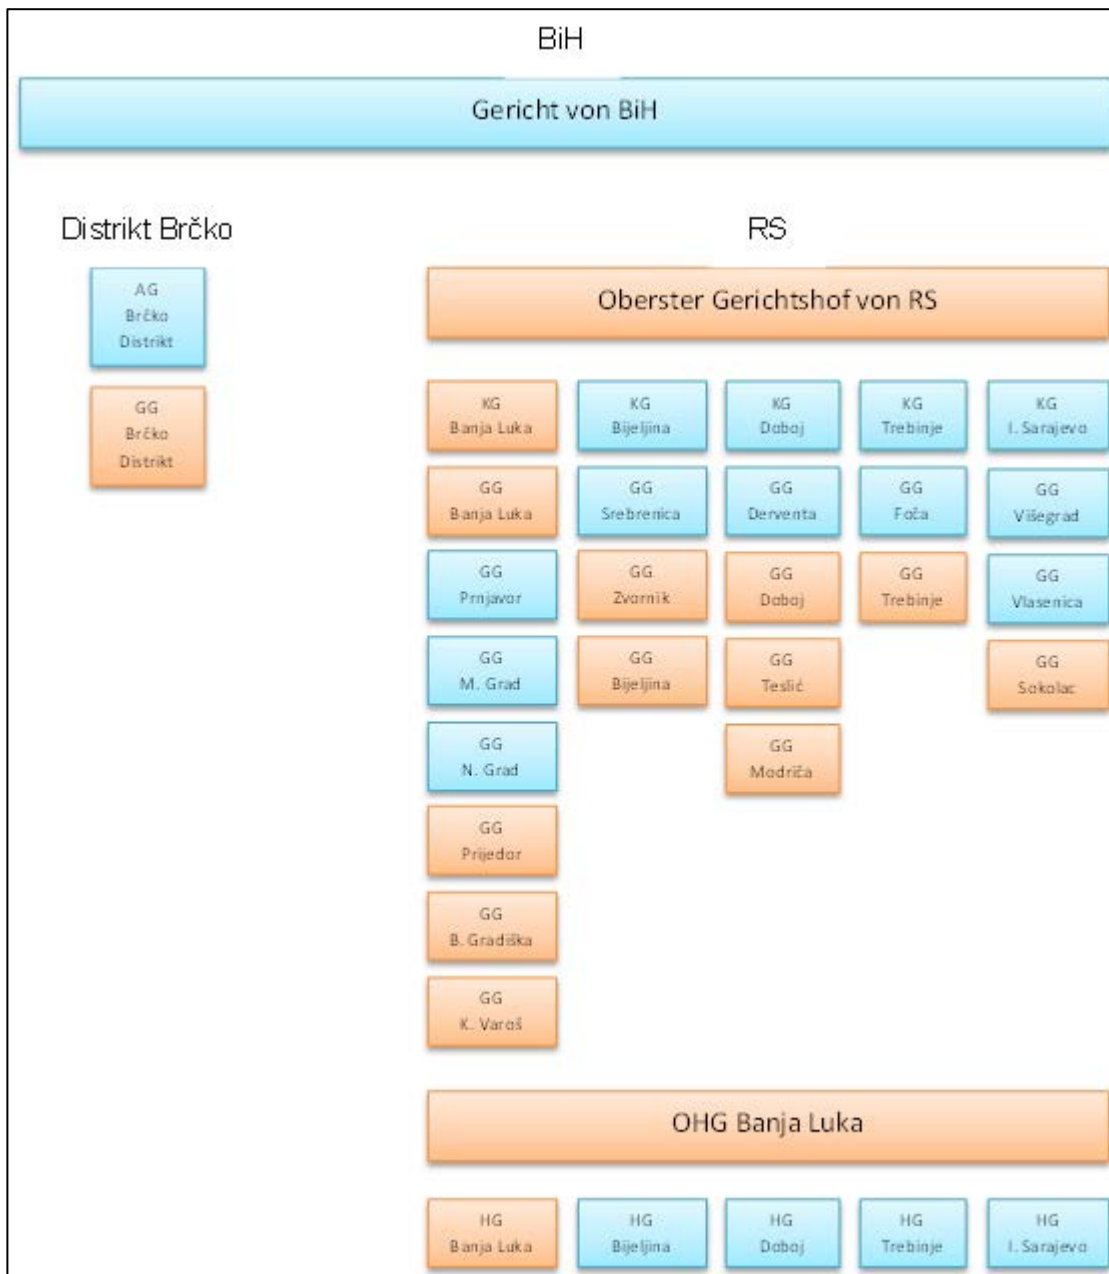 BiH
Gericht von BiH
Distrikt Brčko
RS
AG
Brčko
Distrikt
GG
Brčko
Distrikt
Oberster Gerichtshof von RS
KG
Banja Luka
KG
Bijeljina
KG
Doboj
KG
Trebinje
KG
I. Sarajevo
GG
Banja Luka
GG
Srebrenica
GG
Derventa
GG
Foča
GG
Višegrad
GG
Prnjavor
GG
Zvornik
GG
Doboj
GG
Trebinje
GG
Vlasenica
GG
M. Grad
GG
Bijeljina
GG
Teslić
GG
Sokolac
GG
N. Grad
GG
Modriča
GG
Prijedor
GG
B. Gradiška
GG
K. Varoš
OHG Banja Luka
HG
Banja Luka
HG
Bijeljina
HG
Doboj
HG
Trebinje
HG
I. Sarajevo